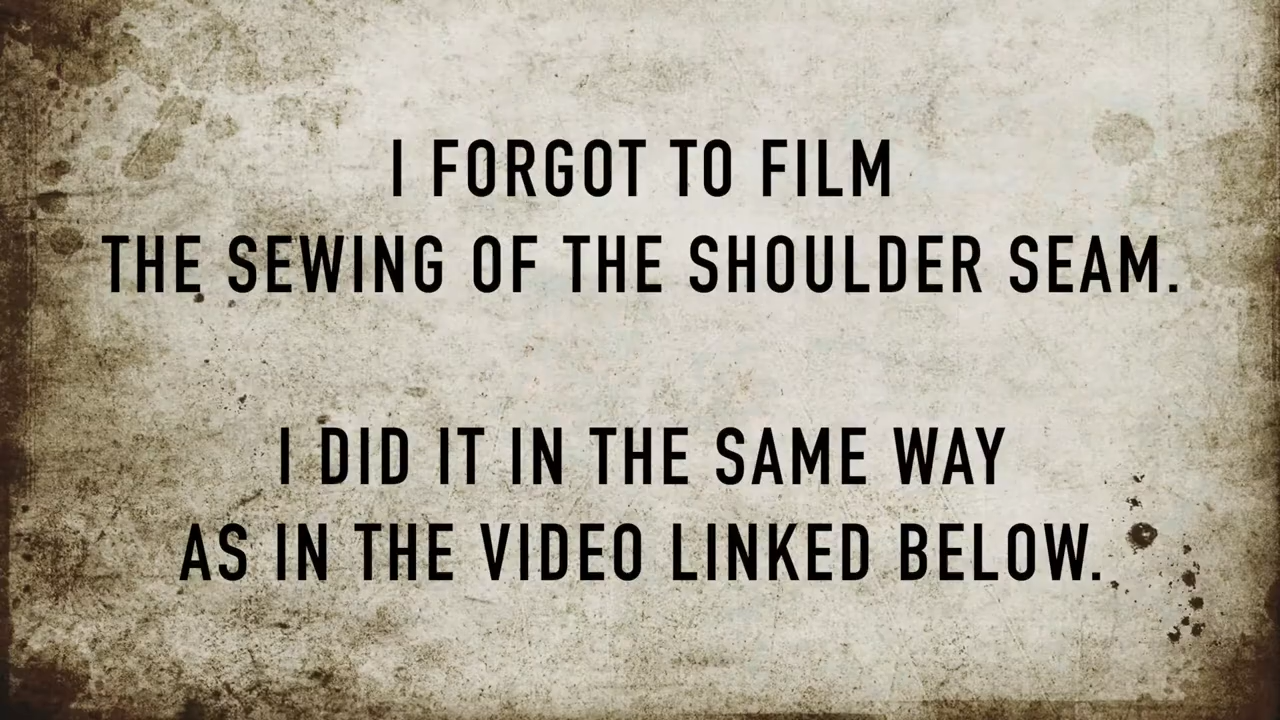 I FORGOT TO FILM
THE SEWING OF THE SHOULDER SEAM.
I DID IT IN THE SAME WAY
AS IN THE VIDEO LINKED BELOW.